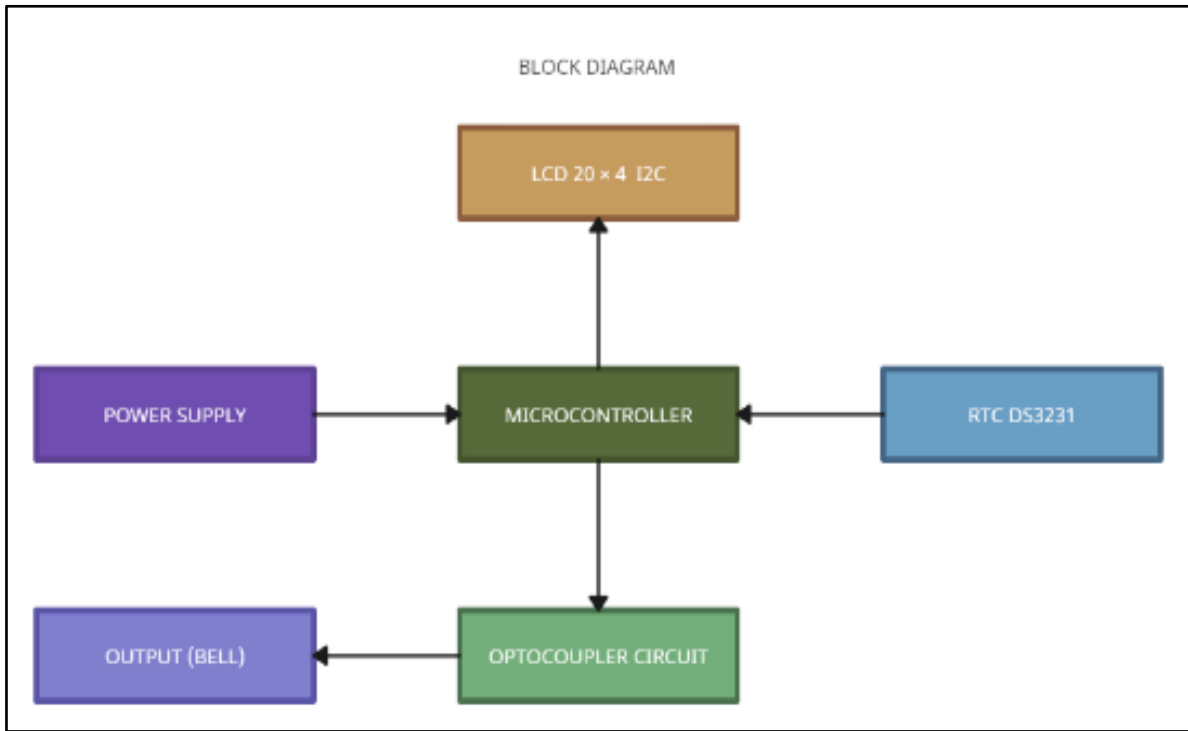 BLOCK DIAGRAM
LCD 20 × 4 I2C
POWER SUPPLY
MICROCONTROLLER
RTC DS3231
OUTPUT (BELL)
OPTOCOUPLER CIRCUIT